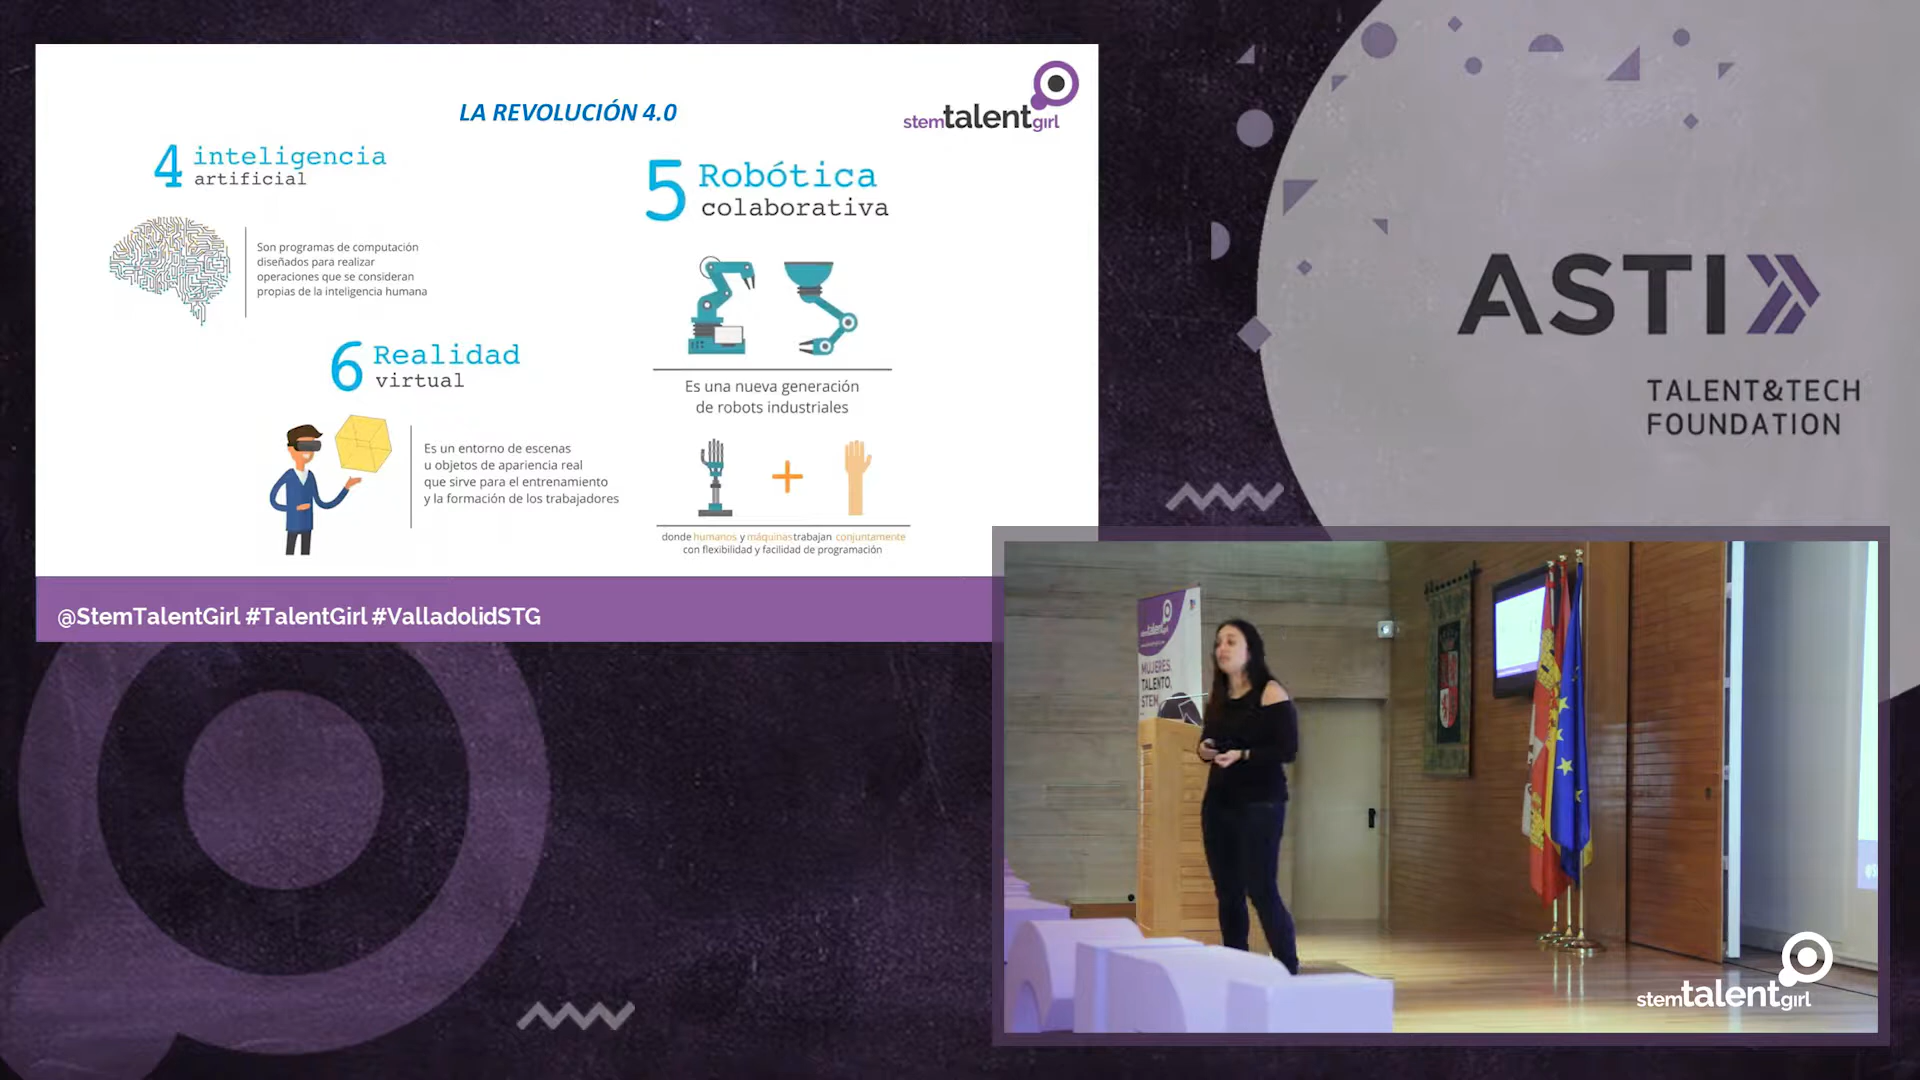 LA REVOLUCIÓN 4.0
stemtalentgirl
4 inteligencia
artificial
Son programas de computación
diseñados para realizar
operaciones que se consideran
propias de la inteligencia humana
5 Robótica
colaborativa
Es una nueva generación
de robots industriales
donde humanos y máquinas trabajan conjuntamente
con flexibilidad y facilidad de programación
6 Realidad
virtual
Es un entorno de escenas
u objetos de apariencia real
que sirve para el entrenamiento
y la formación de los trabajadores
@StemTalentGirl #TalentGirl #ValladolidSTG
ASTI
TALENT&TECH
FOUNDATION
stemtalentgirl
MUJERES,
TALENTO,
STEM
stemtalentgirl